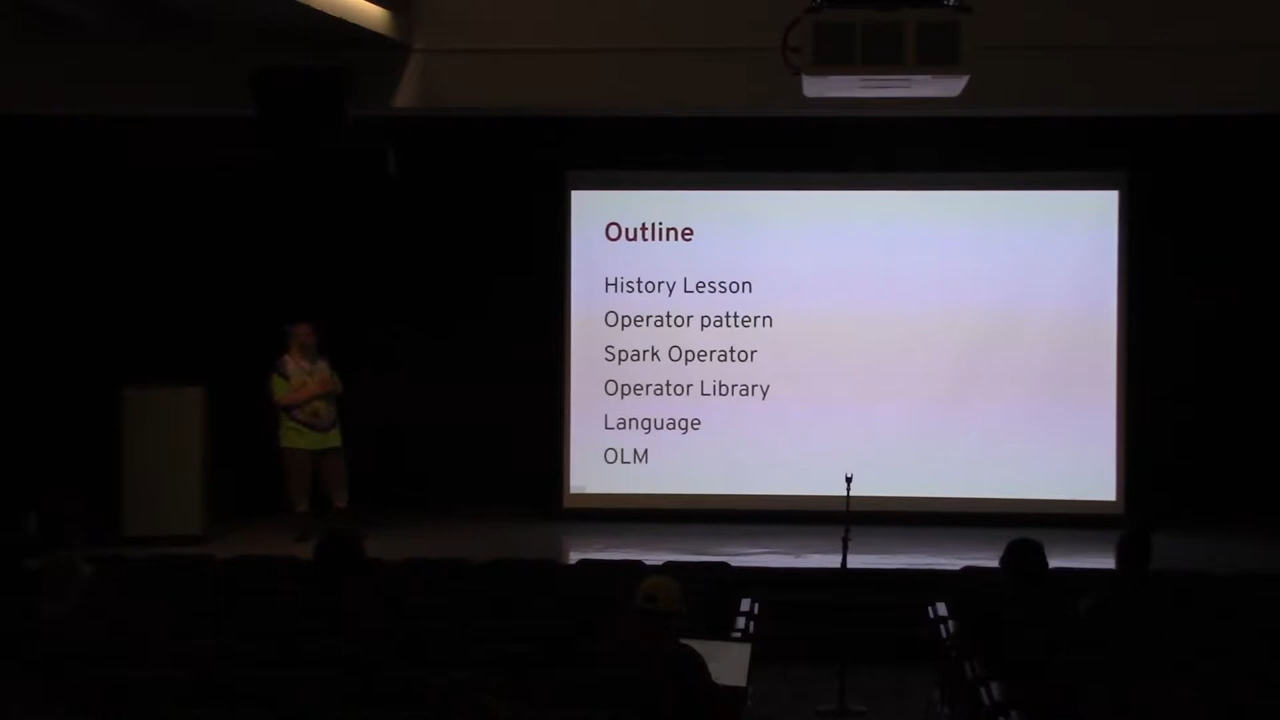 Outline
History Lesson
Operator pattern
Spark Operator
Operator Library
Language
OLM